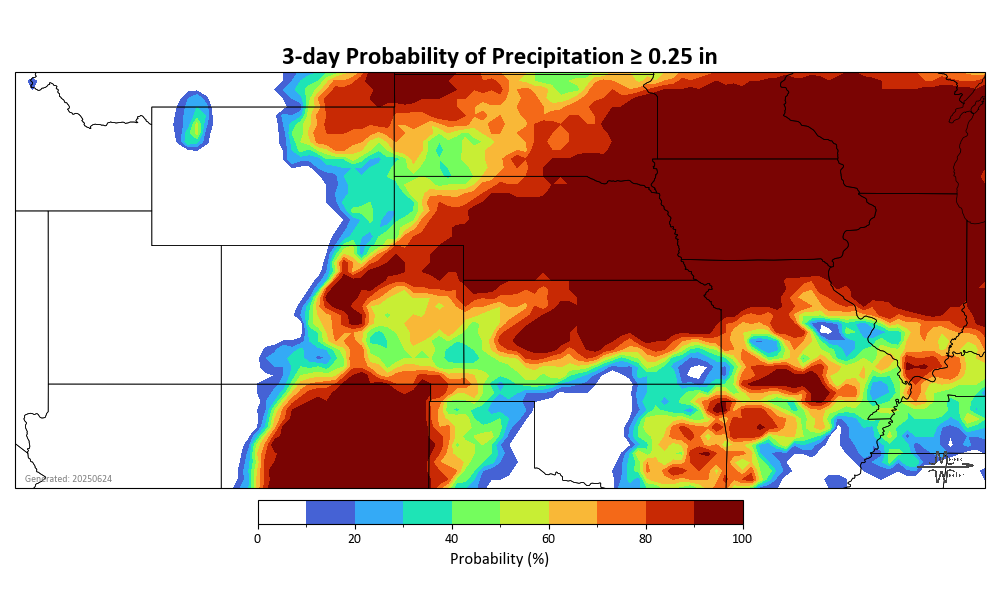 3-day Probability of Precipitation ≥ 0.25 in
Generated: 20250624
0 20 40 60 80 100
Probability (%)